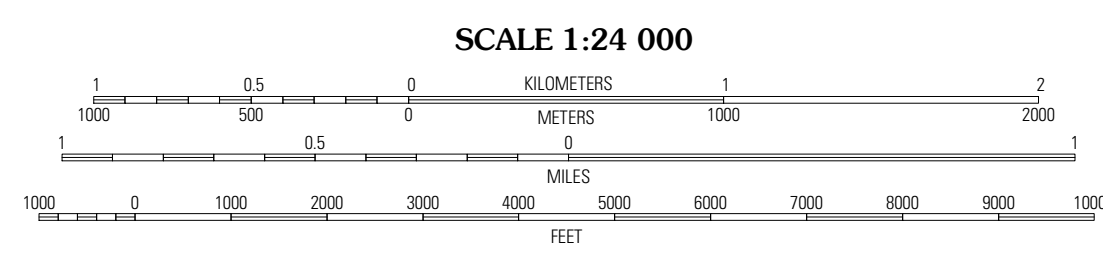 SCALE 1:24 000
1 0.5 0 KILOMETERS 1 2
1000 500 0 METERS 1000 2000
1 0.5 0 1
MILES
1000 0 1000 2000 3000 4000 5000 6000 7000 8000 9000 1000
FEET